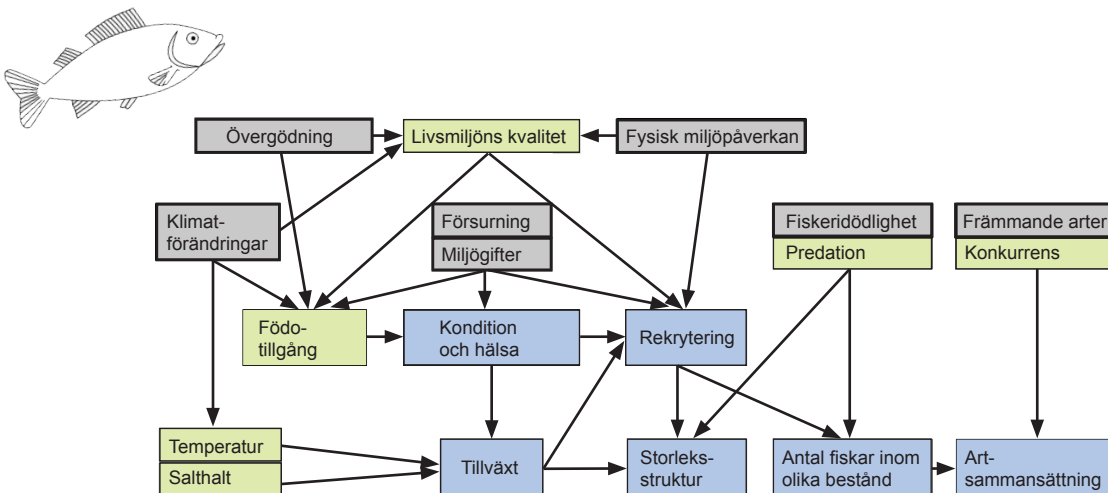 Övergödning
Livsmiljöns kvalitet
Fysisk miljöpåverkan
Klimat-
förändringar
Försurning
Miljögifter
Fiskeridödlighet
Predation
Främmande arter
Konkurrens
Födo-
tillgång
Kondition
och hälsa
Rekrytering
Temperatur
Salthalt
Tillväxt
Storleks-
struktur
Antal fiskar inom
olika bestånd
Art-
sammansättning